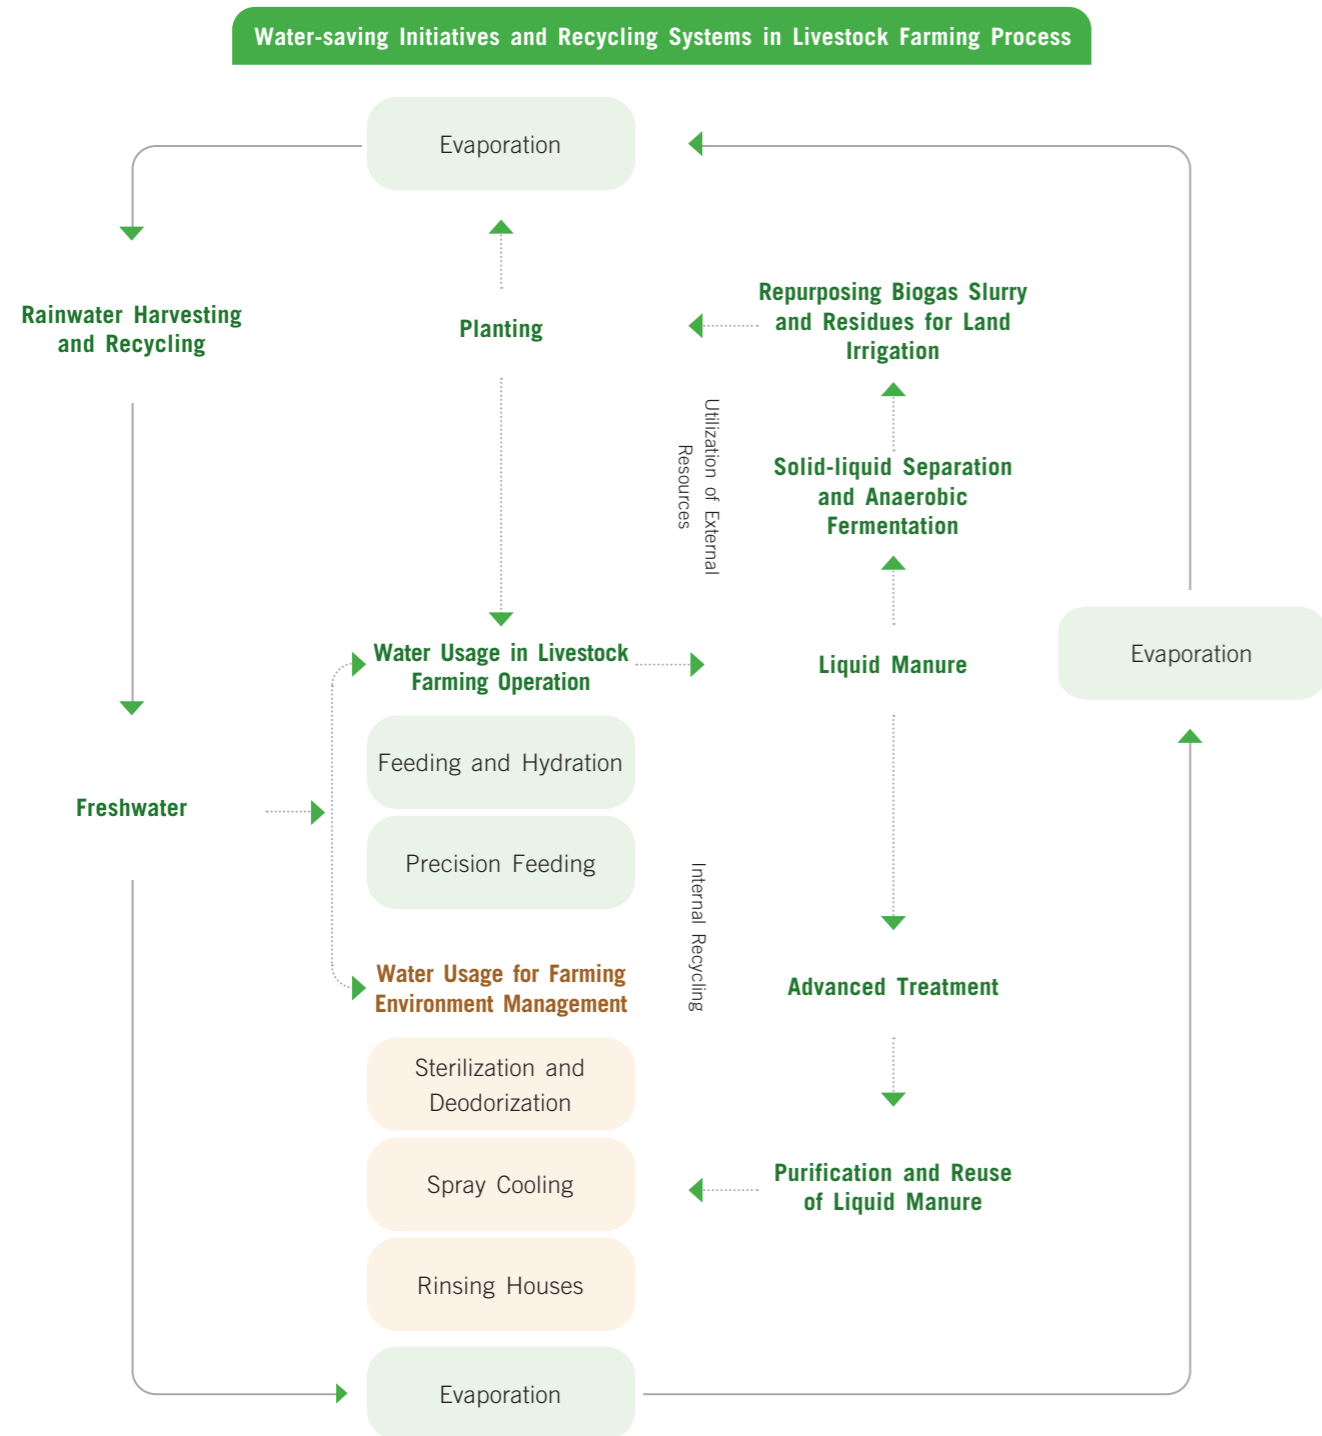 Water-saving Initiatives and Recycling Systems in Livestock Farming Process
Evaporation
Rainwater Harvesting
and Recycling
Planting
Repurposing Biogas Slurry
and Residues for Land
Irrigation
Utilization of External
Resources
Solid-liquid Separation
and Anaerobic
Fermentation
Water Usage in Livestock
Farming Operation
Liquid Manure
Evaporation
Feeding and Hydration
Freshwater
Precision Feeding
Internal Recycling
Water Usage for Farming
Environment Management
Advanced Treatment
Sterilization and
Deodorization
Spray Cooling
Purification and Reuse
of Liquid Manure
Rinsing Houses
Evaporation